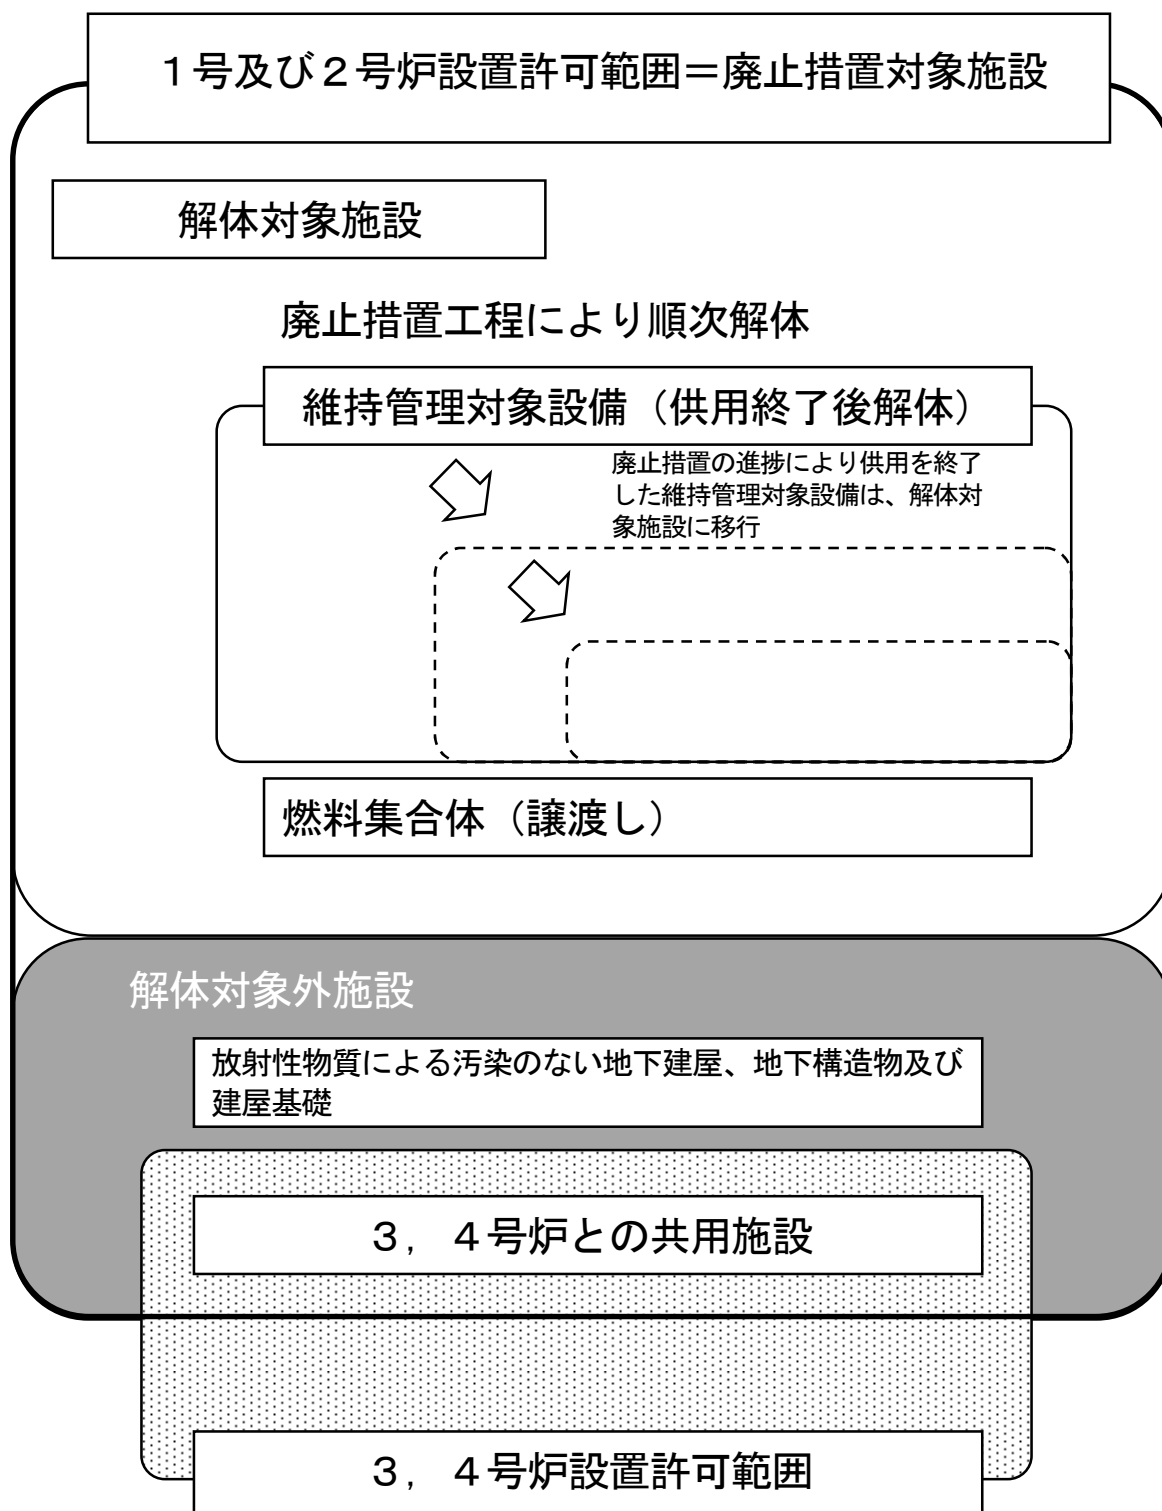 １号及び２号炉設置許可範囲＝廃止措置対象施設
解体対象施設
廃止措置工程により順次解体
維持管理対象設備（供用終了後解体）
廃止措置の進捗により供用を終了
した維持管理対象設備は、解体対
象施設に移行
燃料集合体（譲渡し）
解体対象外施設
放射性物質による汚染のない地下建屋、地下構造物及び
建屋基礎
３，４号炉との共用施設
３，４号炉設置許可範囲